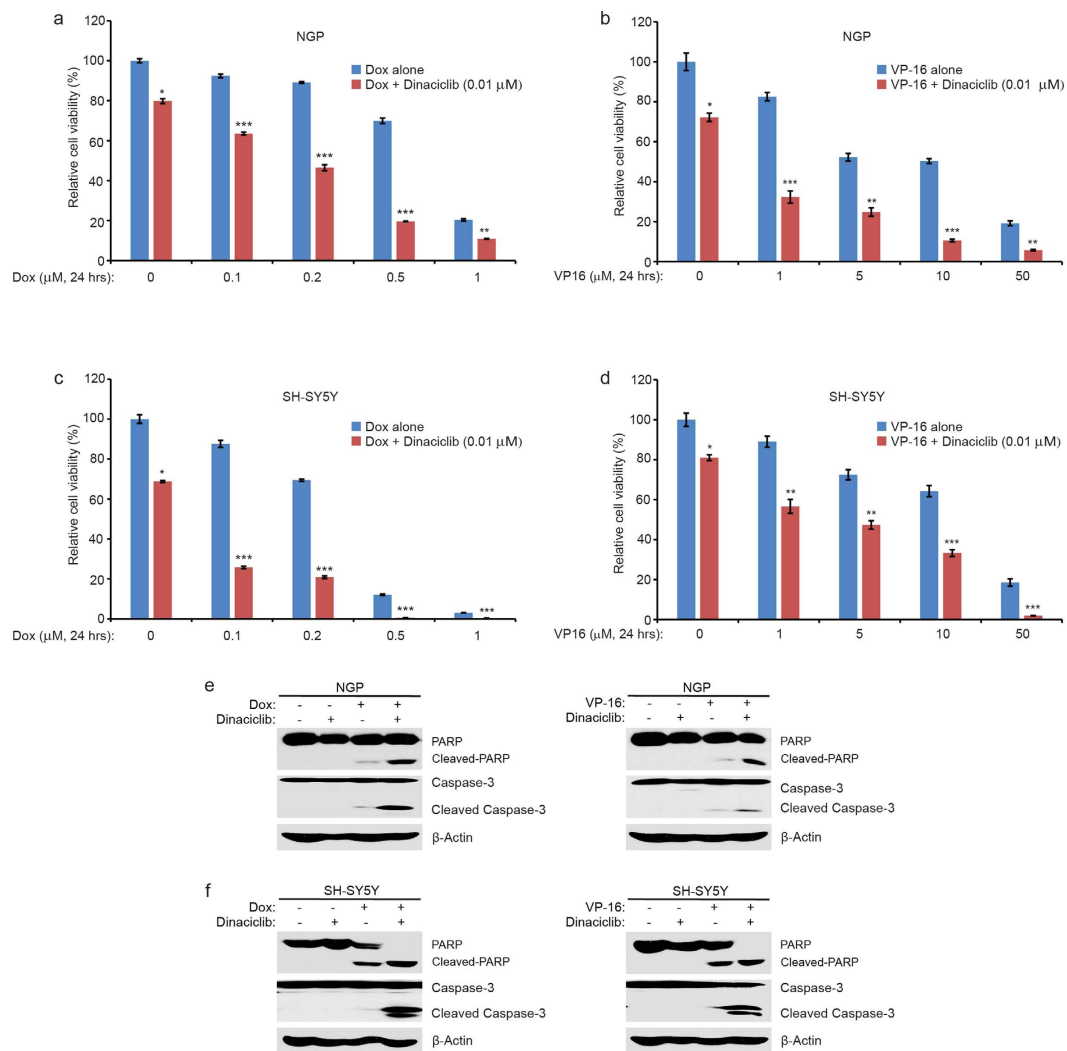 a
NGP
Dox alone
Dox + Dinaciclib (0.01 μM)
Relative cell viability (%)
120
100
80
60
40
20
0
*
***
***
***
**
Dox (μM, 24 hrs): 0 0.1 0.2 0.5 1
b
NGP
VP-16 alone
VP-16 + Dinaciclib (0.01 μM)
Relative cell viability (%)
120
100
80
60
40
20
0
*
***
**
***
**
VP16 (μM, 24 hrs): 0 1 5 10 50
c
SH-SY5Y
Dox alone
Dox + Dinaciclib (0.01 μM)
Relative cell viability (%)
120
100
80
60
40
20
0
*
***
***
***
***
Dox (μM, 24 hrs): 0 0.1 0.2 0.5 1
d
SH-SY5Y
VP-16 alone
VP-16 + Dinaciclib (0.01 μM)
Relative cell viability (%)
120
100
80
60
40
20
0
*
**
**
***
***
VP16 (μM, 24 hrs): 0 1 5 10 50
e
NGP
Dox: - - + +
Dinaciclib: - + - +
PARP
Cleaved-PARP
Caspase-3
Cleaved Caspase-3
β-Actin
NGP
VP-16: - - + +
Dinaciclib: - + - +
PARP
Cleaved-PARP
Caspase-3
Cleaved Caspase-3
β-Actin
f
SH-SY5Y
Dox: - - + +
Dinaciclib: - + - +
PARP
Cleaved-PARP
Caspase-3
Cleaved Caspase-3
β-Actin
SH-SY5Y
VP-16: - - + +
Dinaciclib: - + - +
PARP
Cleaved-PARP
Caspase-3
Cleaved Caspase-3
β-Actin